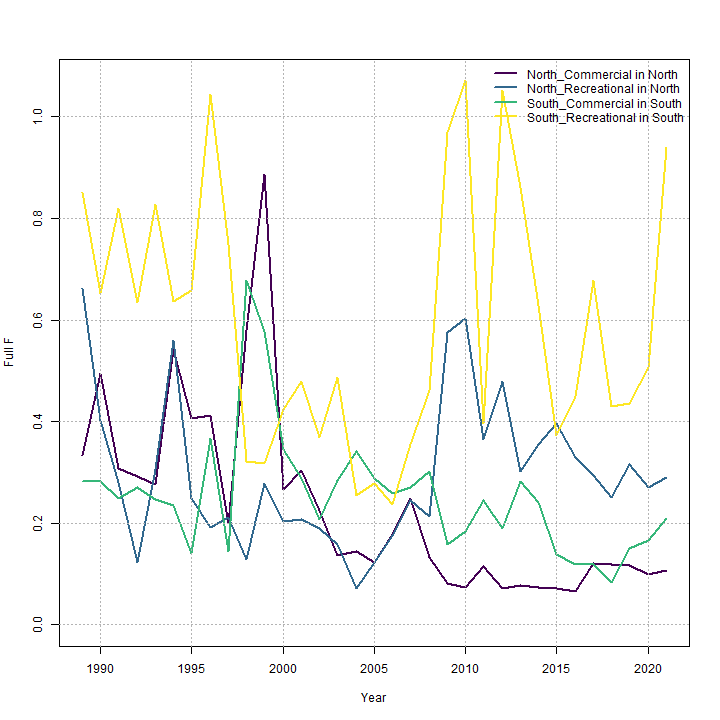 North_Commercial in North
North_Recreational in North
South_Commercial in South
South_Recreational in South
Full F
1.0
0.8
0.6
0.4
0.2
0.0
1990 1995 2000 2005 2010 2015 2020
Year